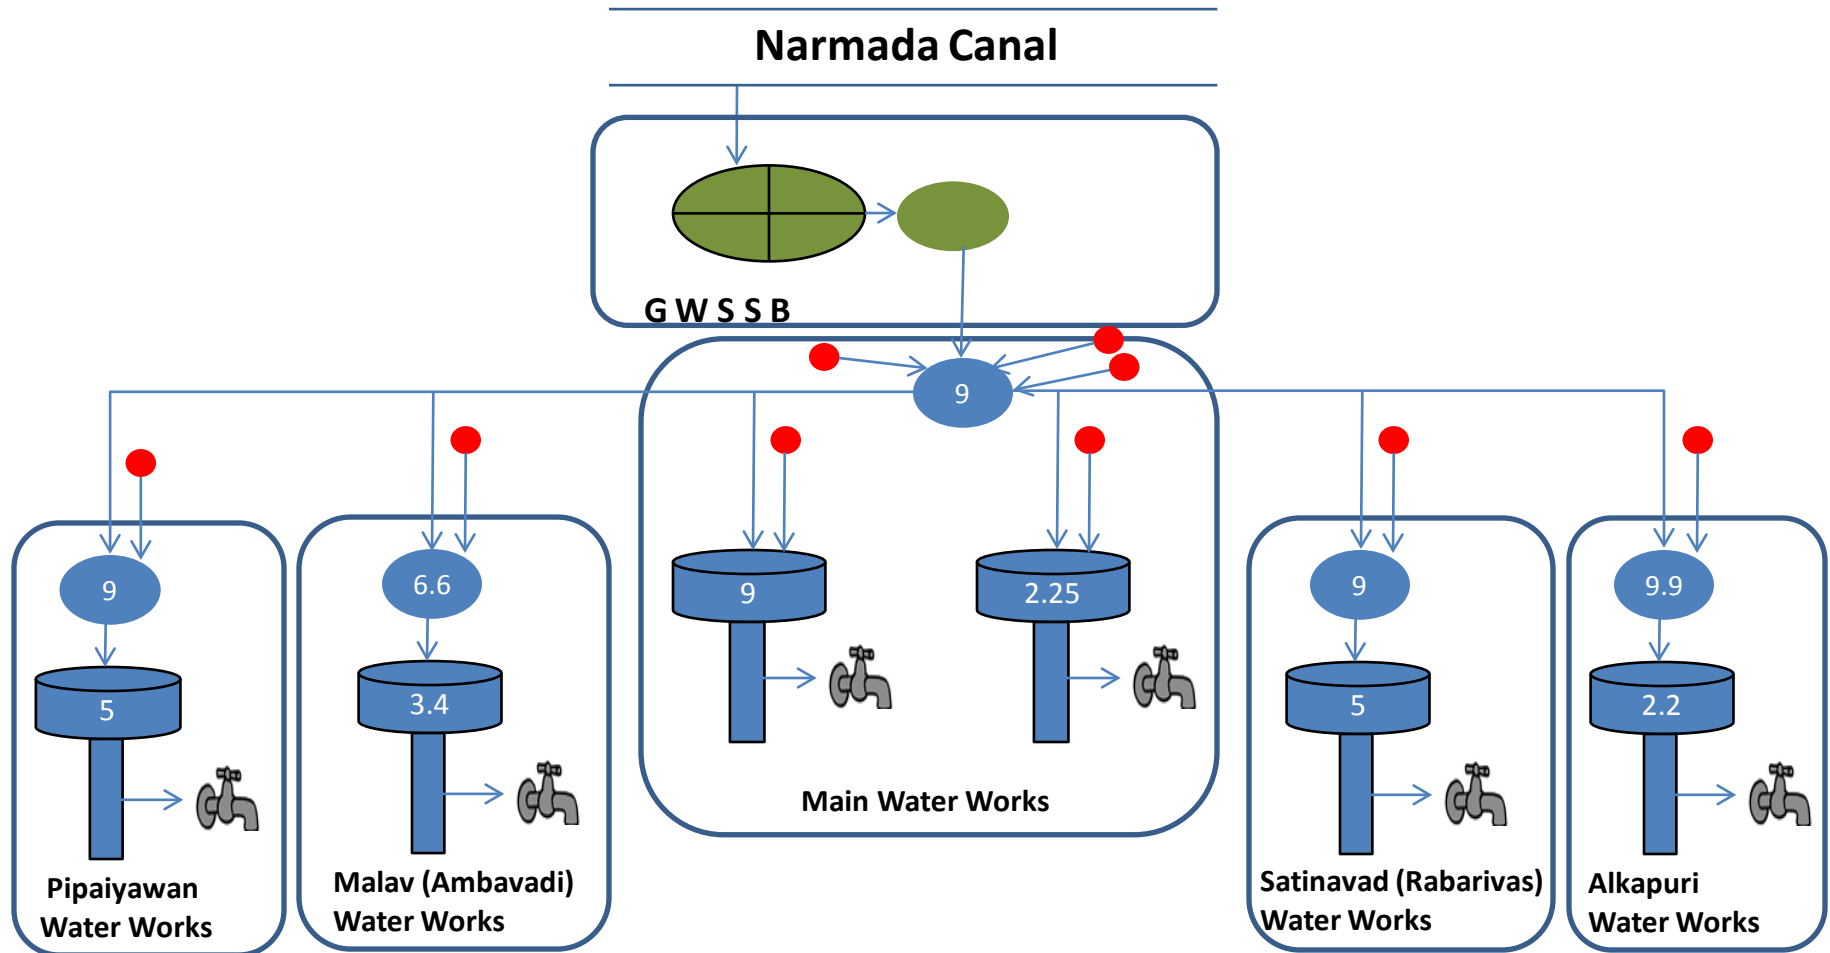 Narmada Canal
G W S S B
9
9
6.6
9
2.25
9
9.9
5
3.4
5
2.2
Main Water Works
Pipaiyawan
Water Works
Malav (Ambavadi)
Water Works
Satinavad (Rabarivas)
Water Works
Alkapuri
Water Works